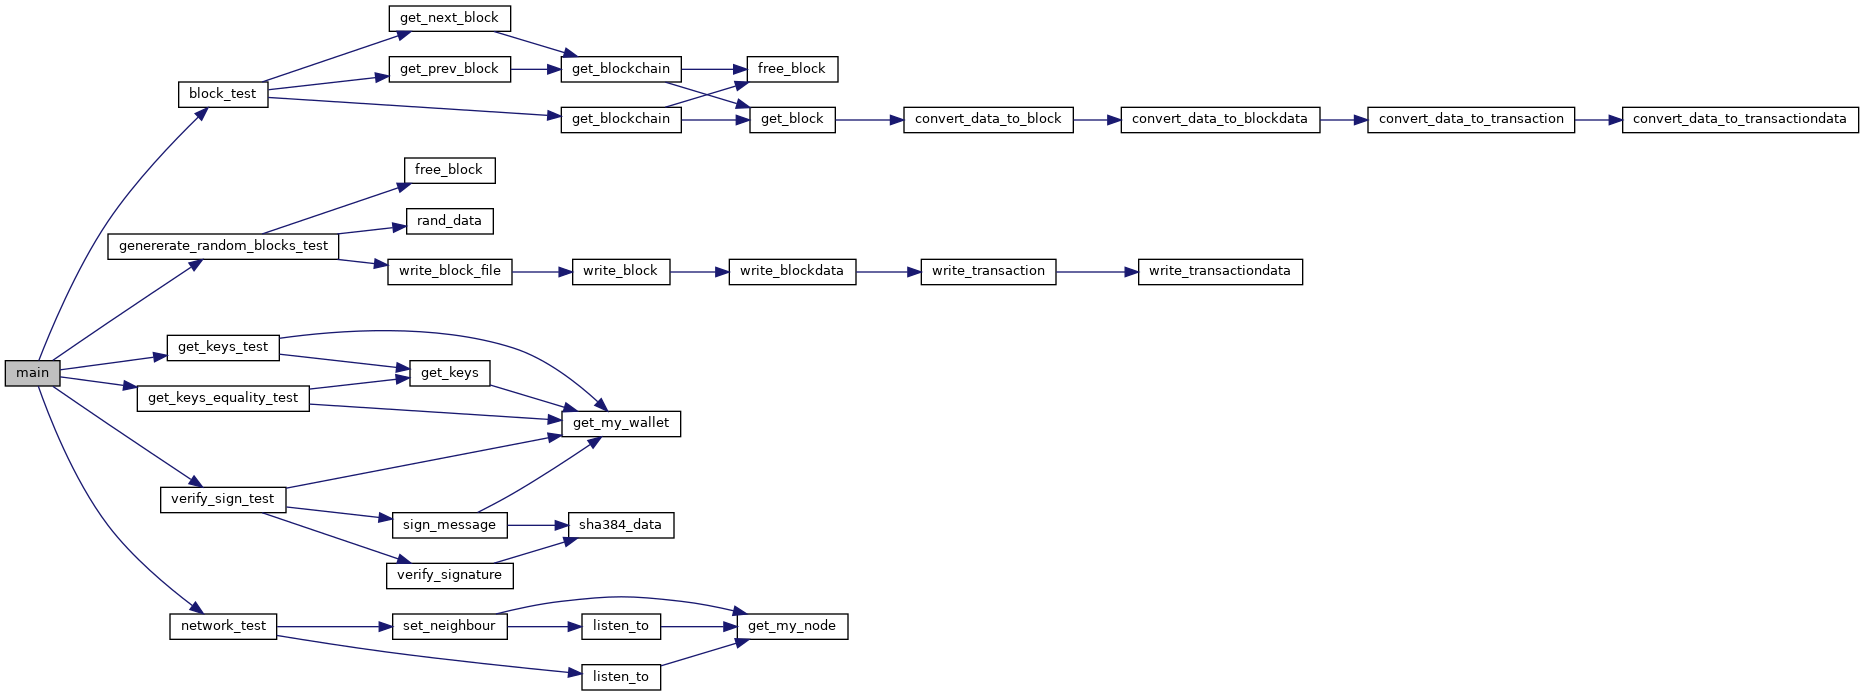 get_next_block
get_prev_block
get_blockchain
free_block
block_test
get_blockchain
get_block
convert_data_to_block
convert_data_to_blockdata
convert_data_to_transaction
convert_data_to_transactiondata
free_block
rand_data
genererate_random_blocks_test
write_block_file
write_block
write_blockdata
write_transaction
write_transactiondata
get_keys_test
main
get_keys
get_keys_equality_test
get_my_wallet
verify_sign_test
sign_message
sha384_data
verify_signature
network_test
set_neighbour
listen_to
get_my_node
listen_to